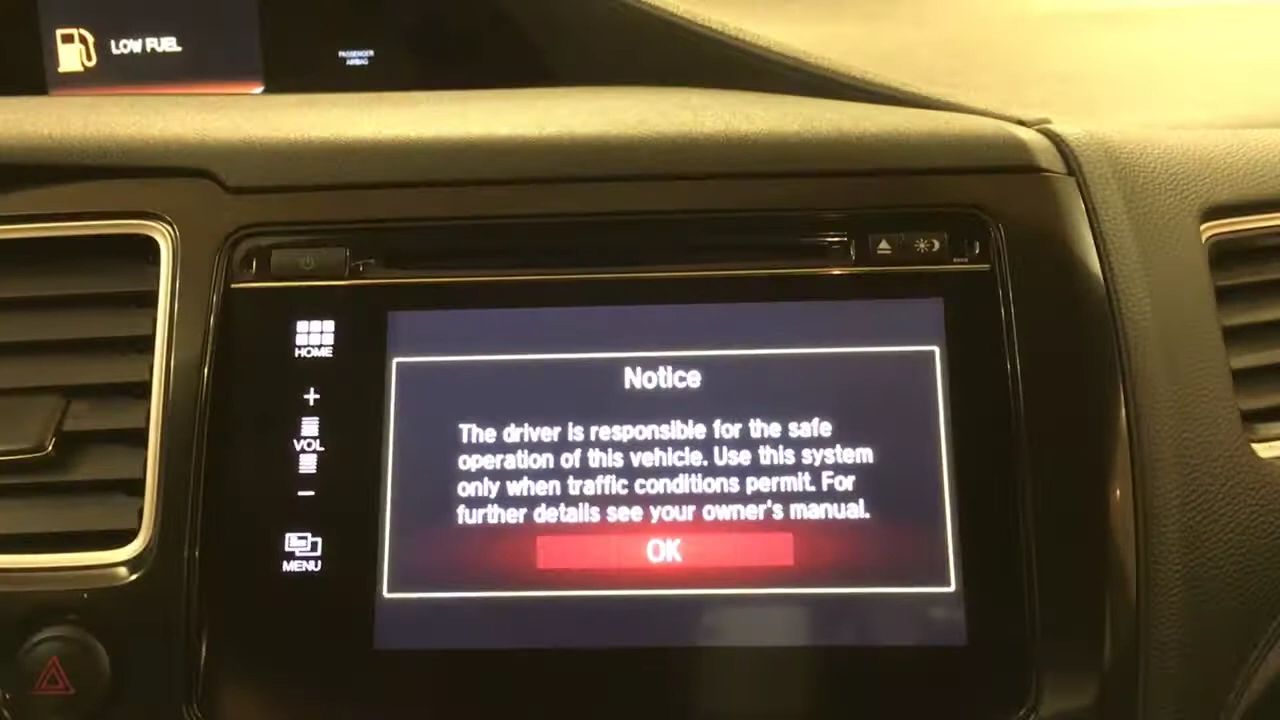 LOW FUEL
PASSENGER
AIRBAG
HOME
+
VOL
−
MENU
Notice
The driver is responsible for the safe
operation of this vehicle. Use this system
only when traffic conditions permit. For
further details see your owner's manual.
OK